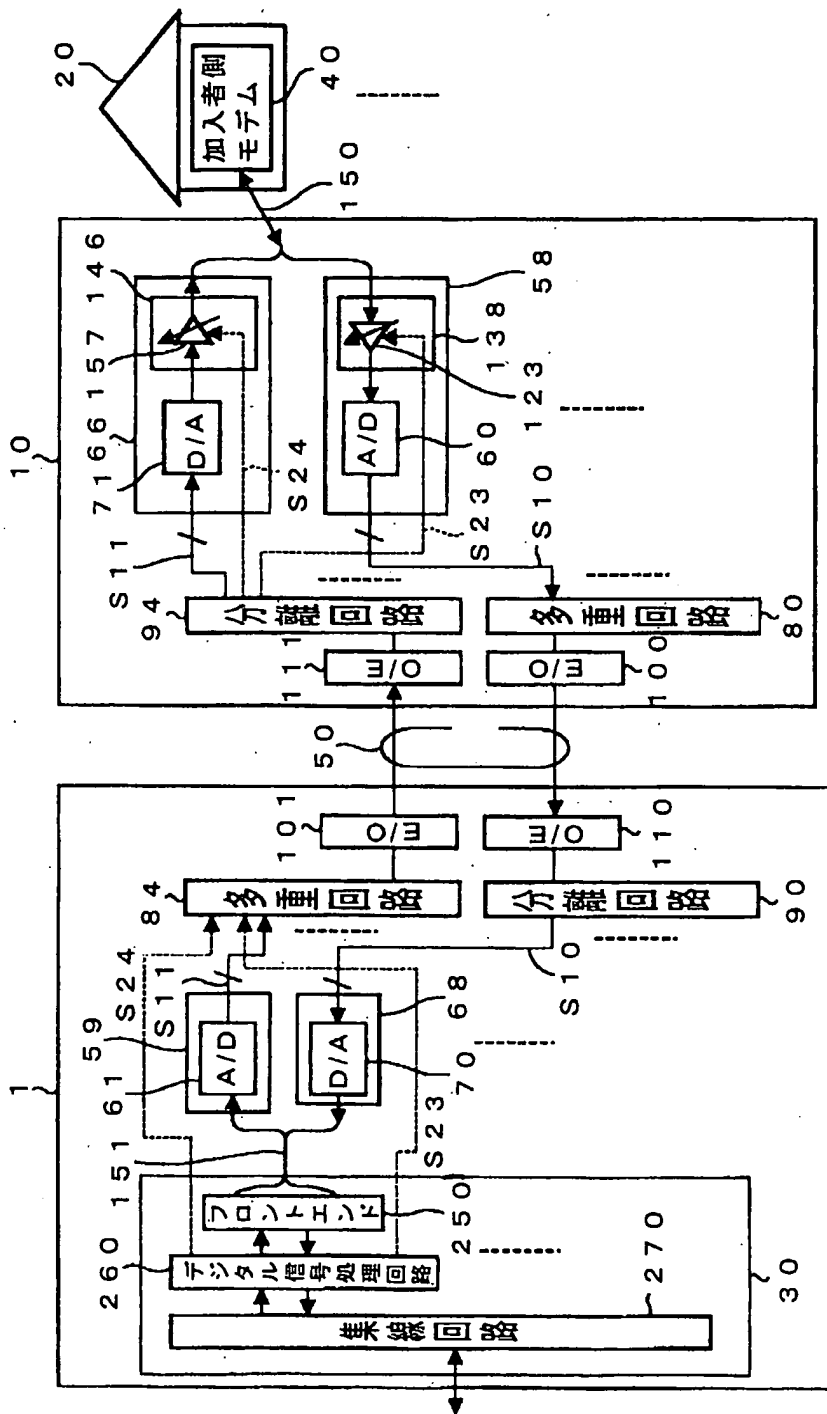 1
30
270
集線回路
260
デジタル信号処理回路
250
フロントエンド
151
S24
S23
59
61
A/D
S11
68
70
D/A
84
多重回路
101
E/O
90
分離回路
110
O/E
S10
50
10
94
分離回路
111
O/E
80
多重回路
100
E/O
S11
S24
S23
S10
66
71
D/A
157
146
58
60
A/D
123
138
150
20
40
加入者側
モデム